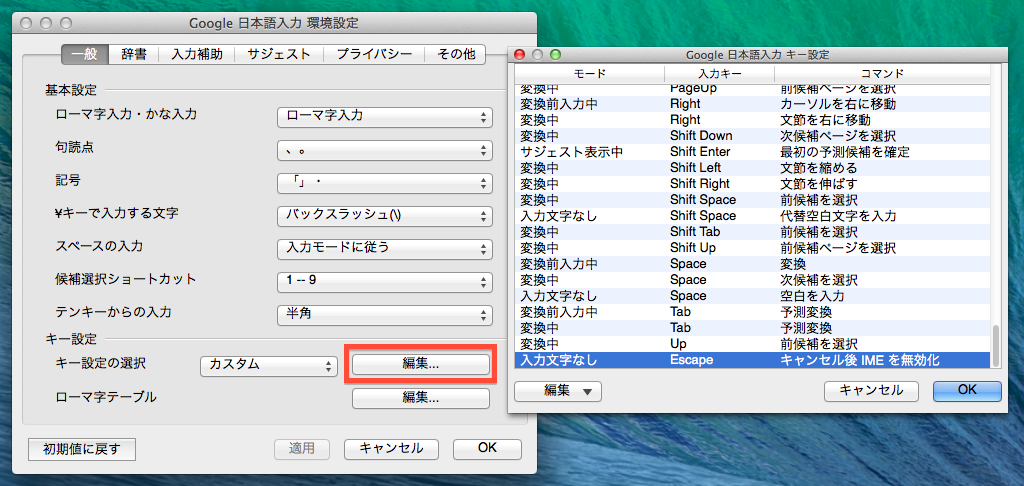 Google 日本語入力 環境設定
一般 辞書 入力補助 サジェスト プライバシー その他
基本設定
ローマ字入力・かな入力 ローマ字入力
句読点 、。
記号 「」・
¥キーで入力する文字 バックスラッシュ(\)
スペースの入力 入力モードに従う
候補選択ショートカット 1 -- 9
テンキーからの入力 半角
キー設定
キー設定の選択 カスタム 編集...
ローマ字テーブル 編集...
初期値に戻す 適用 キャンセル OK
Google 日本語入力 キー設定
モード 入力キー コマンド
変換中 PageUp 前候補ページを選択
変換前入力中 Right カーソルを右に移動
変換中 Right 文節を右に移動
変換中 Shift Down 次候補ページを選択
サジェスト表示中 Shift Enter 最初の予測候補を確定
変換中 Shift Left 文節を縮める
変換中 Shift Right 文節を伸ばす
変換中 Shift Space 前候補を選択
入力文字なし Shift Space 代替空白文字を入力
変換中 Shift Tab 前候補を選択
変換中 Shift Up 前候補ページを選択
変換前入力中 Space 変換
変換中 Space 次候補を選択
入力文字なし Space 空白を入力
変換前入力中 Tab 予測変換
変換中 Tab 予測変換
変換中 Up 前候補を選択
入力文字なし Escape キャンセル後 IME を無効化
編集 キャンセル OK